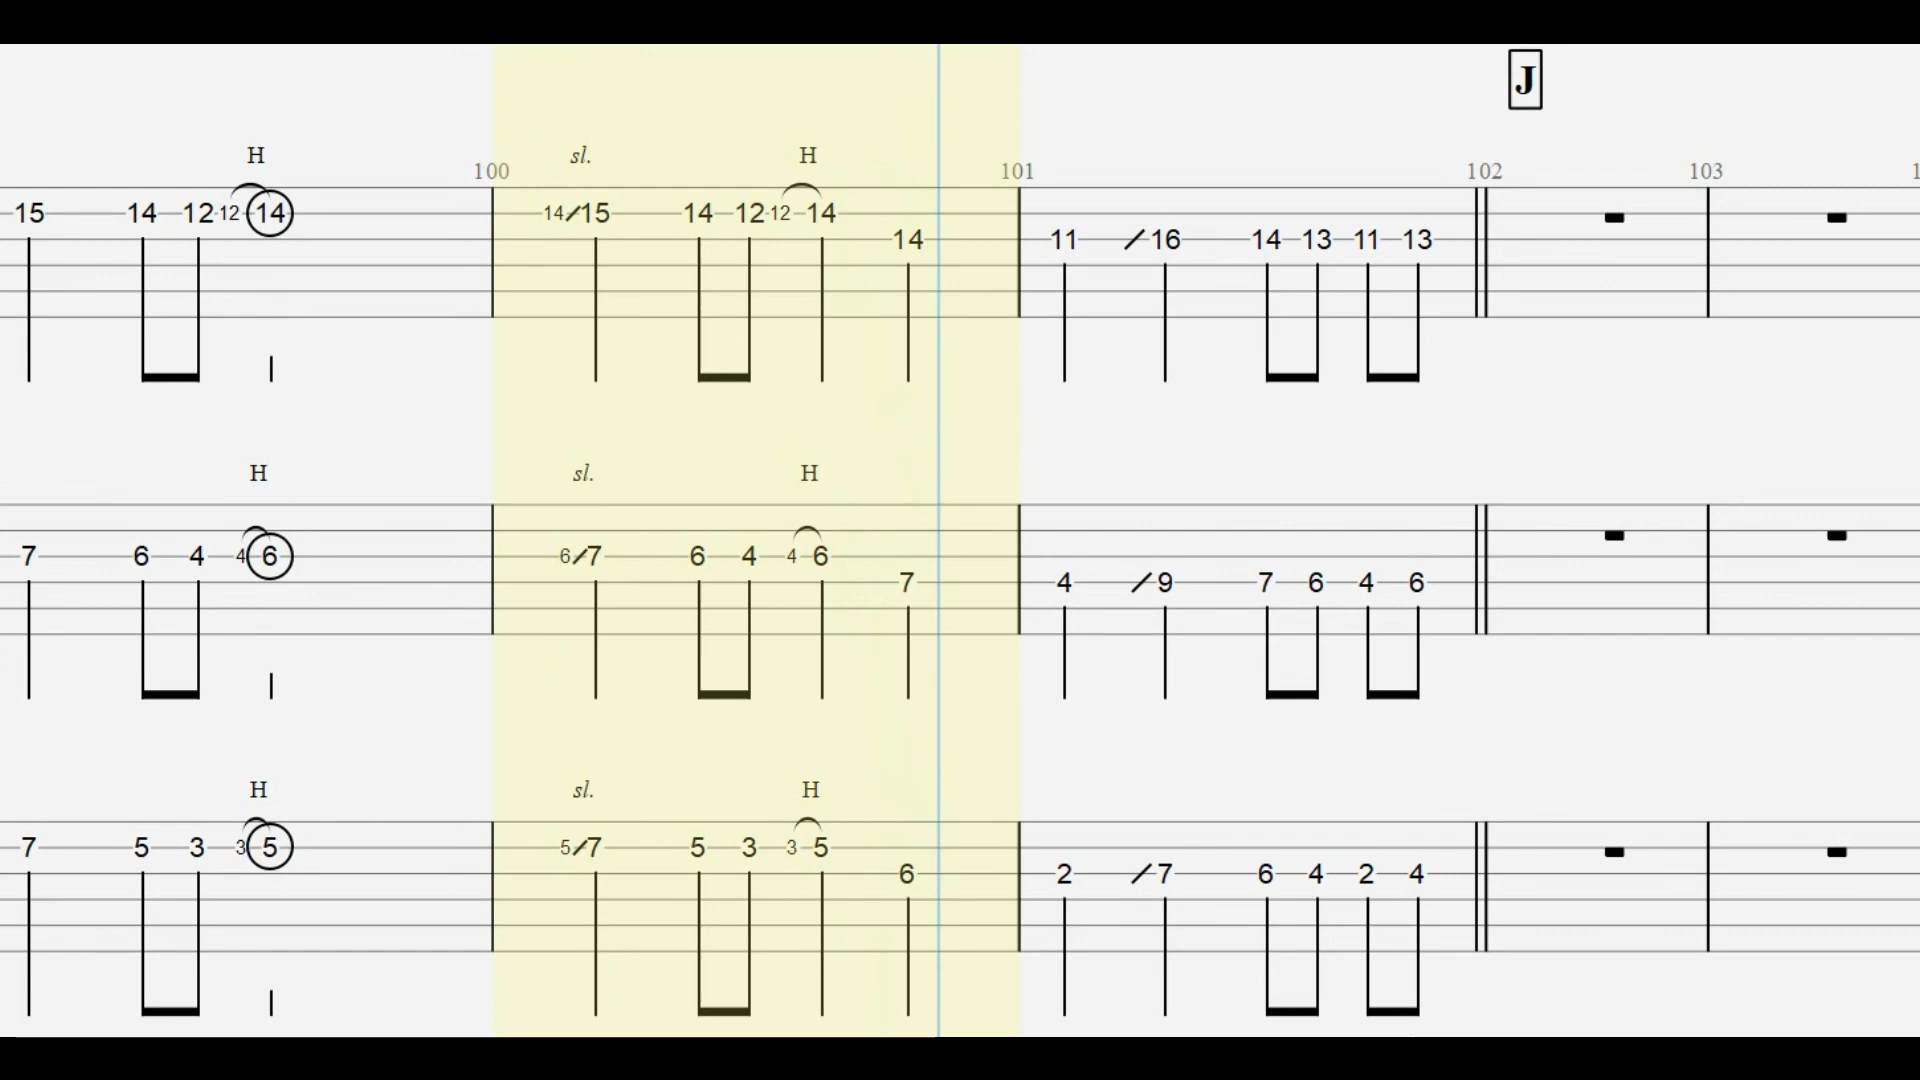 J
H sl. H
100 101 102 103 1
15 14 12 12 14 14 15 14 12 12 14
14 11 16 14 13 11 13
H sl. H
7 6 4 4 6 6 7 6 4 4 6
7 4 9 7 6 4 6
H sl. H
7 5 3 3 5 5 7 5 3 3 5
6 2 7 6 4 2 4